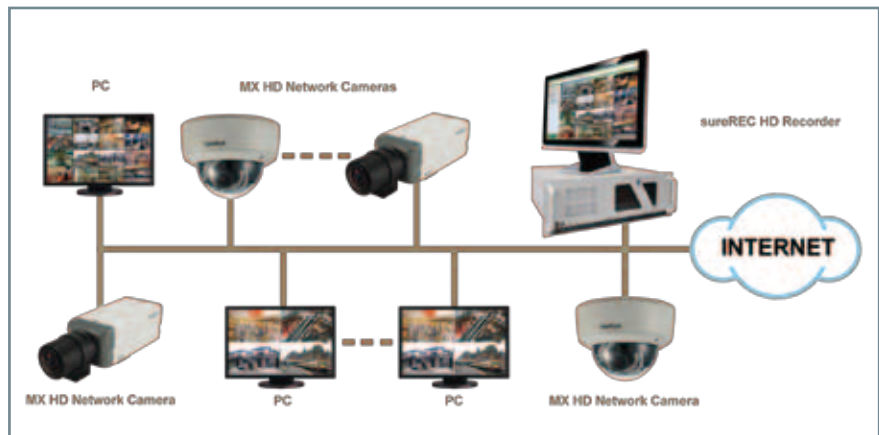 PC
MX HD Network Cameras
sureREC HD Recorder
INTERNET
MX HD Network Camera
PC
PC
MX HD Network Camera